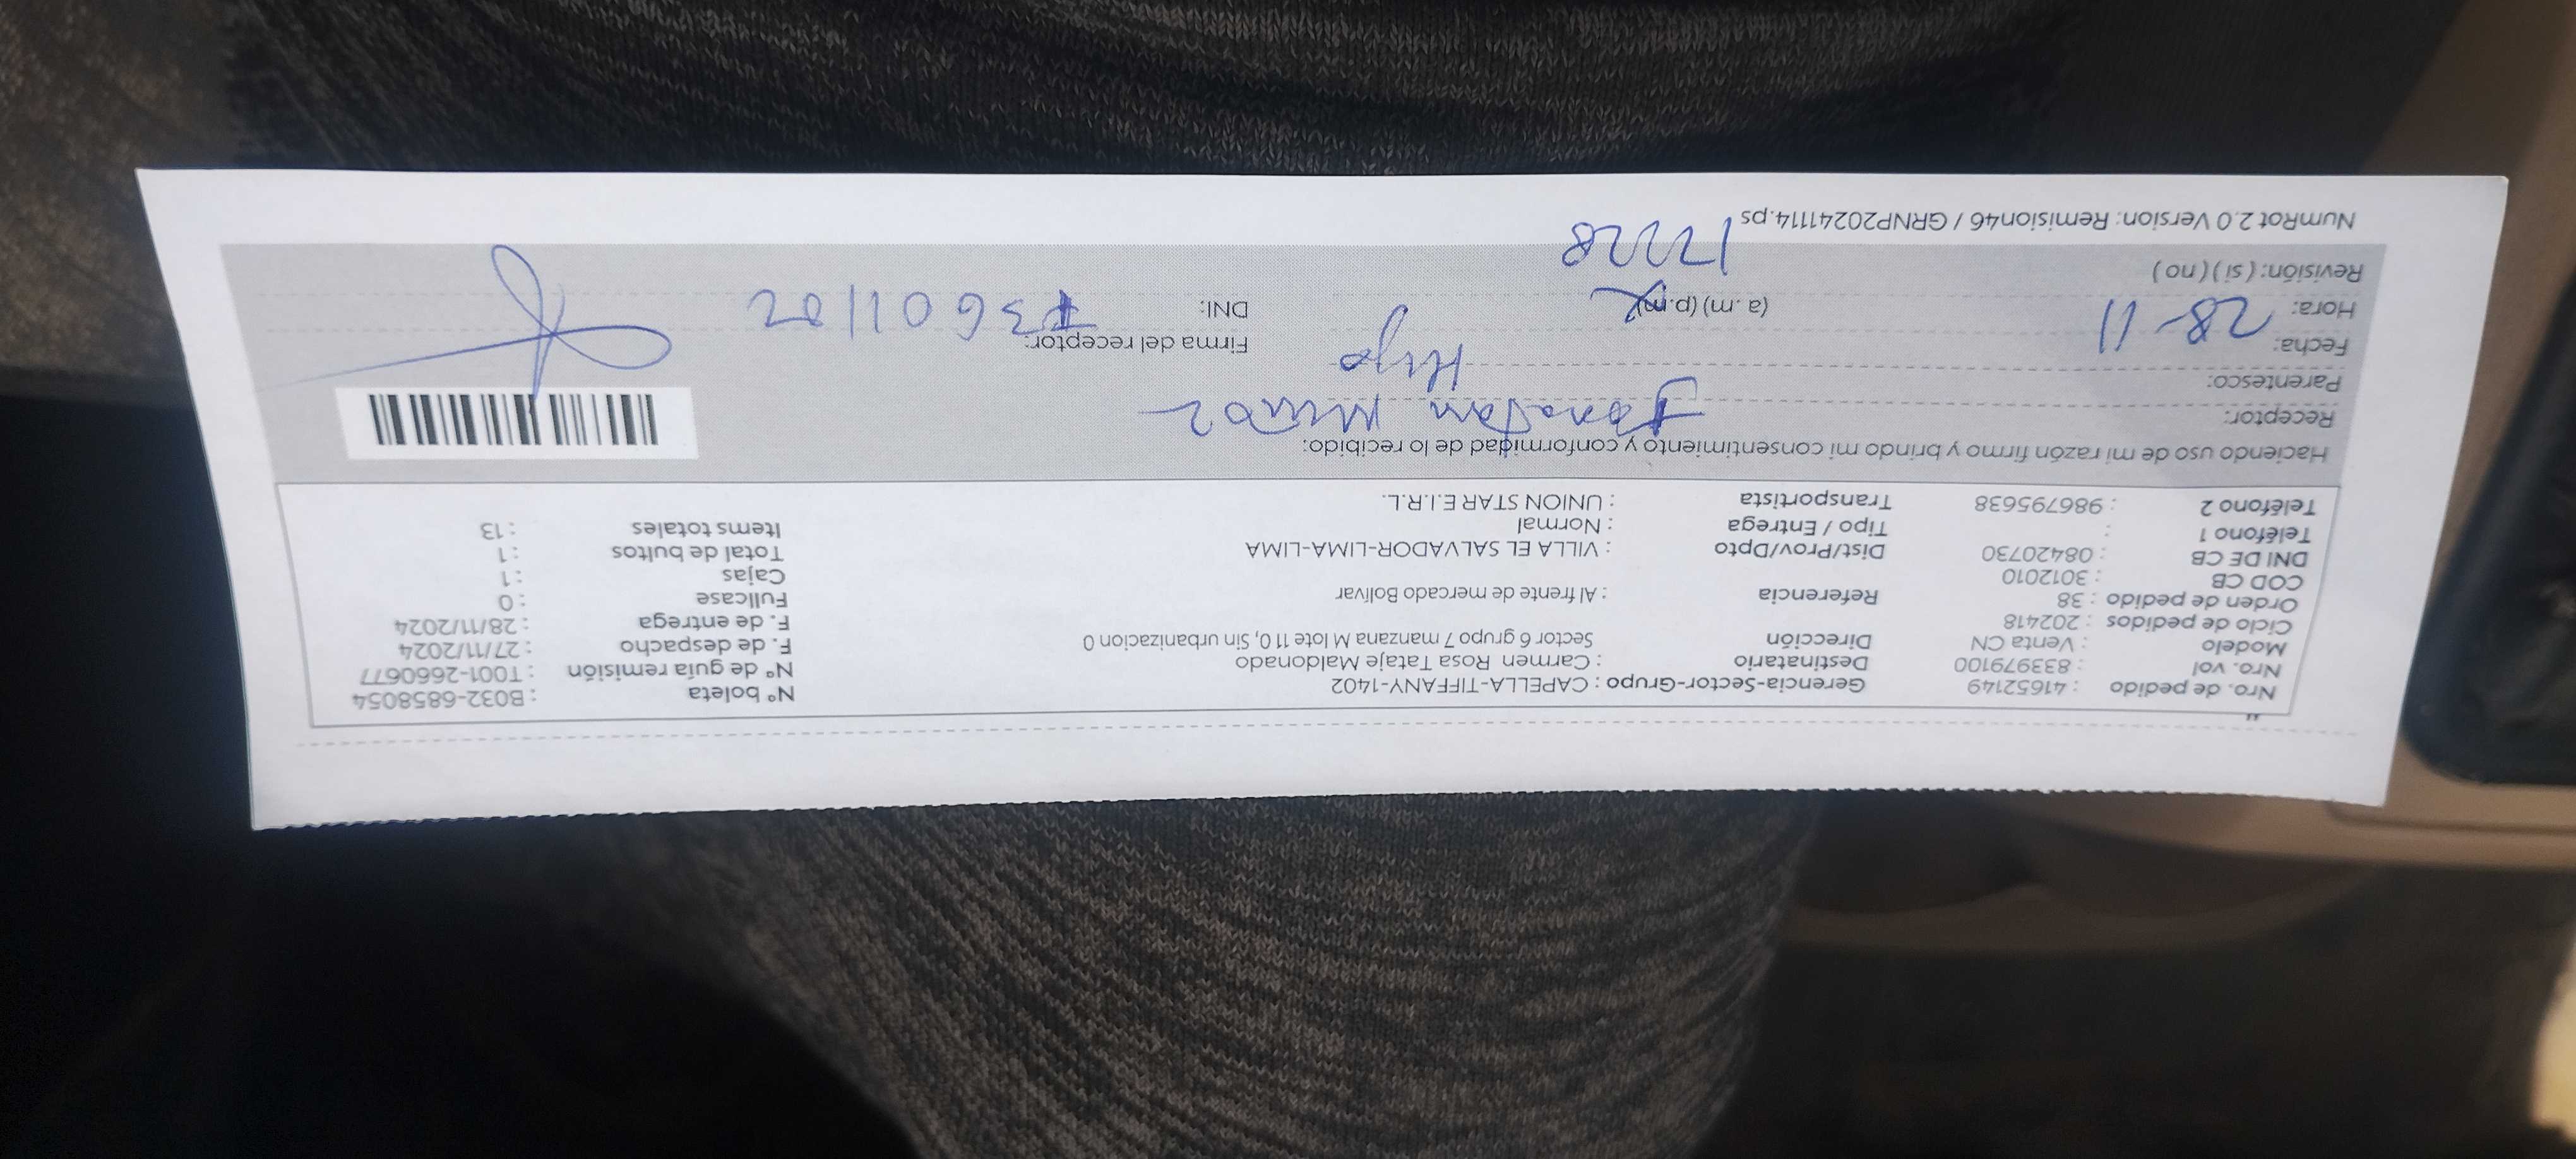 Nro. de pedido : 41652149 Gerencia-Sector-Grupo : CAPELLA-TIFFANY-1402 N° boleta : B032-6858054
Nro. vol : 833979100 Destinatario : Carmen Rosa Tataje Maldonado N° de guía remisión : T001-2660677
Modelo : Venta CN Dirección Sector 6 grupo 7 manzana M lote 11 0, Sin urbanizacion 0 F. de despacho : 27/11/2024
Ciclo de pedidos : 202418 F. de entrega : 28/11/2024
Orden de pedido : 38 Referencia : Al frente de mercado Bolívar Fullcase : 0
COD CB : 3012010 Cajas : 1
DNI DE CB : 08420730 Dist/Prov/Dpto : VILLA EL SALVADOR-LIMA-LIMA Total de bultos : 1
Teléfono 1 : Tipo / Entrega : Normal Items totales : 13
Teléfono 2 : 986795638 Transportista : UNION STAR E.I.R.L.
Haciendo uso de mi razón firmo y brindo mi consentimiento y conformidad de lo recibido:
Receptor: Jonatan Muñoz
Parentesco: Hijo
Fecha: 28-11 Firma del receptor:
Hora: (a.m) (p.m) DNI: 73601102
Revisión: (si) (no)
NumRot 2.0 Version: Remision46 / GRNP20241114.ps